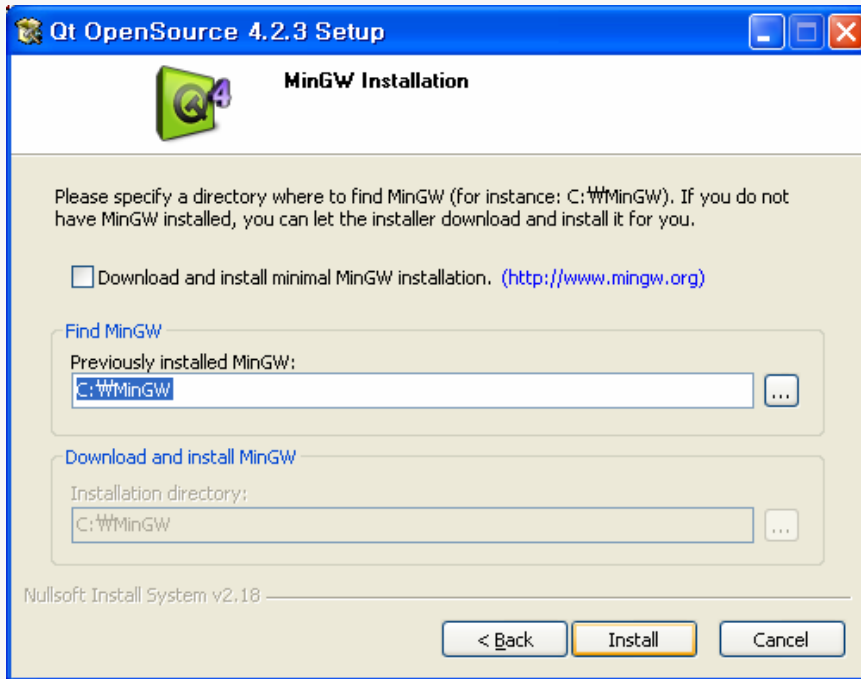 Qt OpenSource 4.2.3 Setup
4
MinGW Installation
Please specify a directory where to find MinGW (for instance: C:₩MinGW). If you do not
have MinGW installed, you can let the installer download and install it for you.
Download and install minimal MinGW installation. (http://www.mingw.org)
Find MinGW
Previously installed MinGW:
C:₩MinGW
...
Download and install MinGW
Installation directory:
C:₩MinGW
...
Nullsoft Install System v2.18
< Back
Install
Cancel